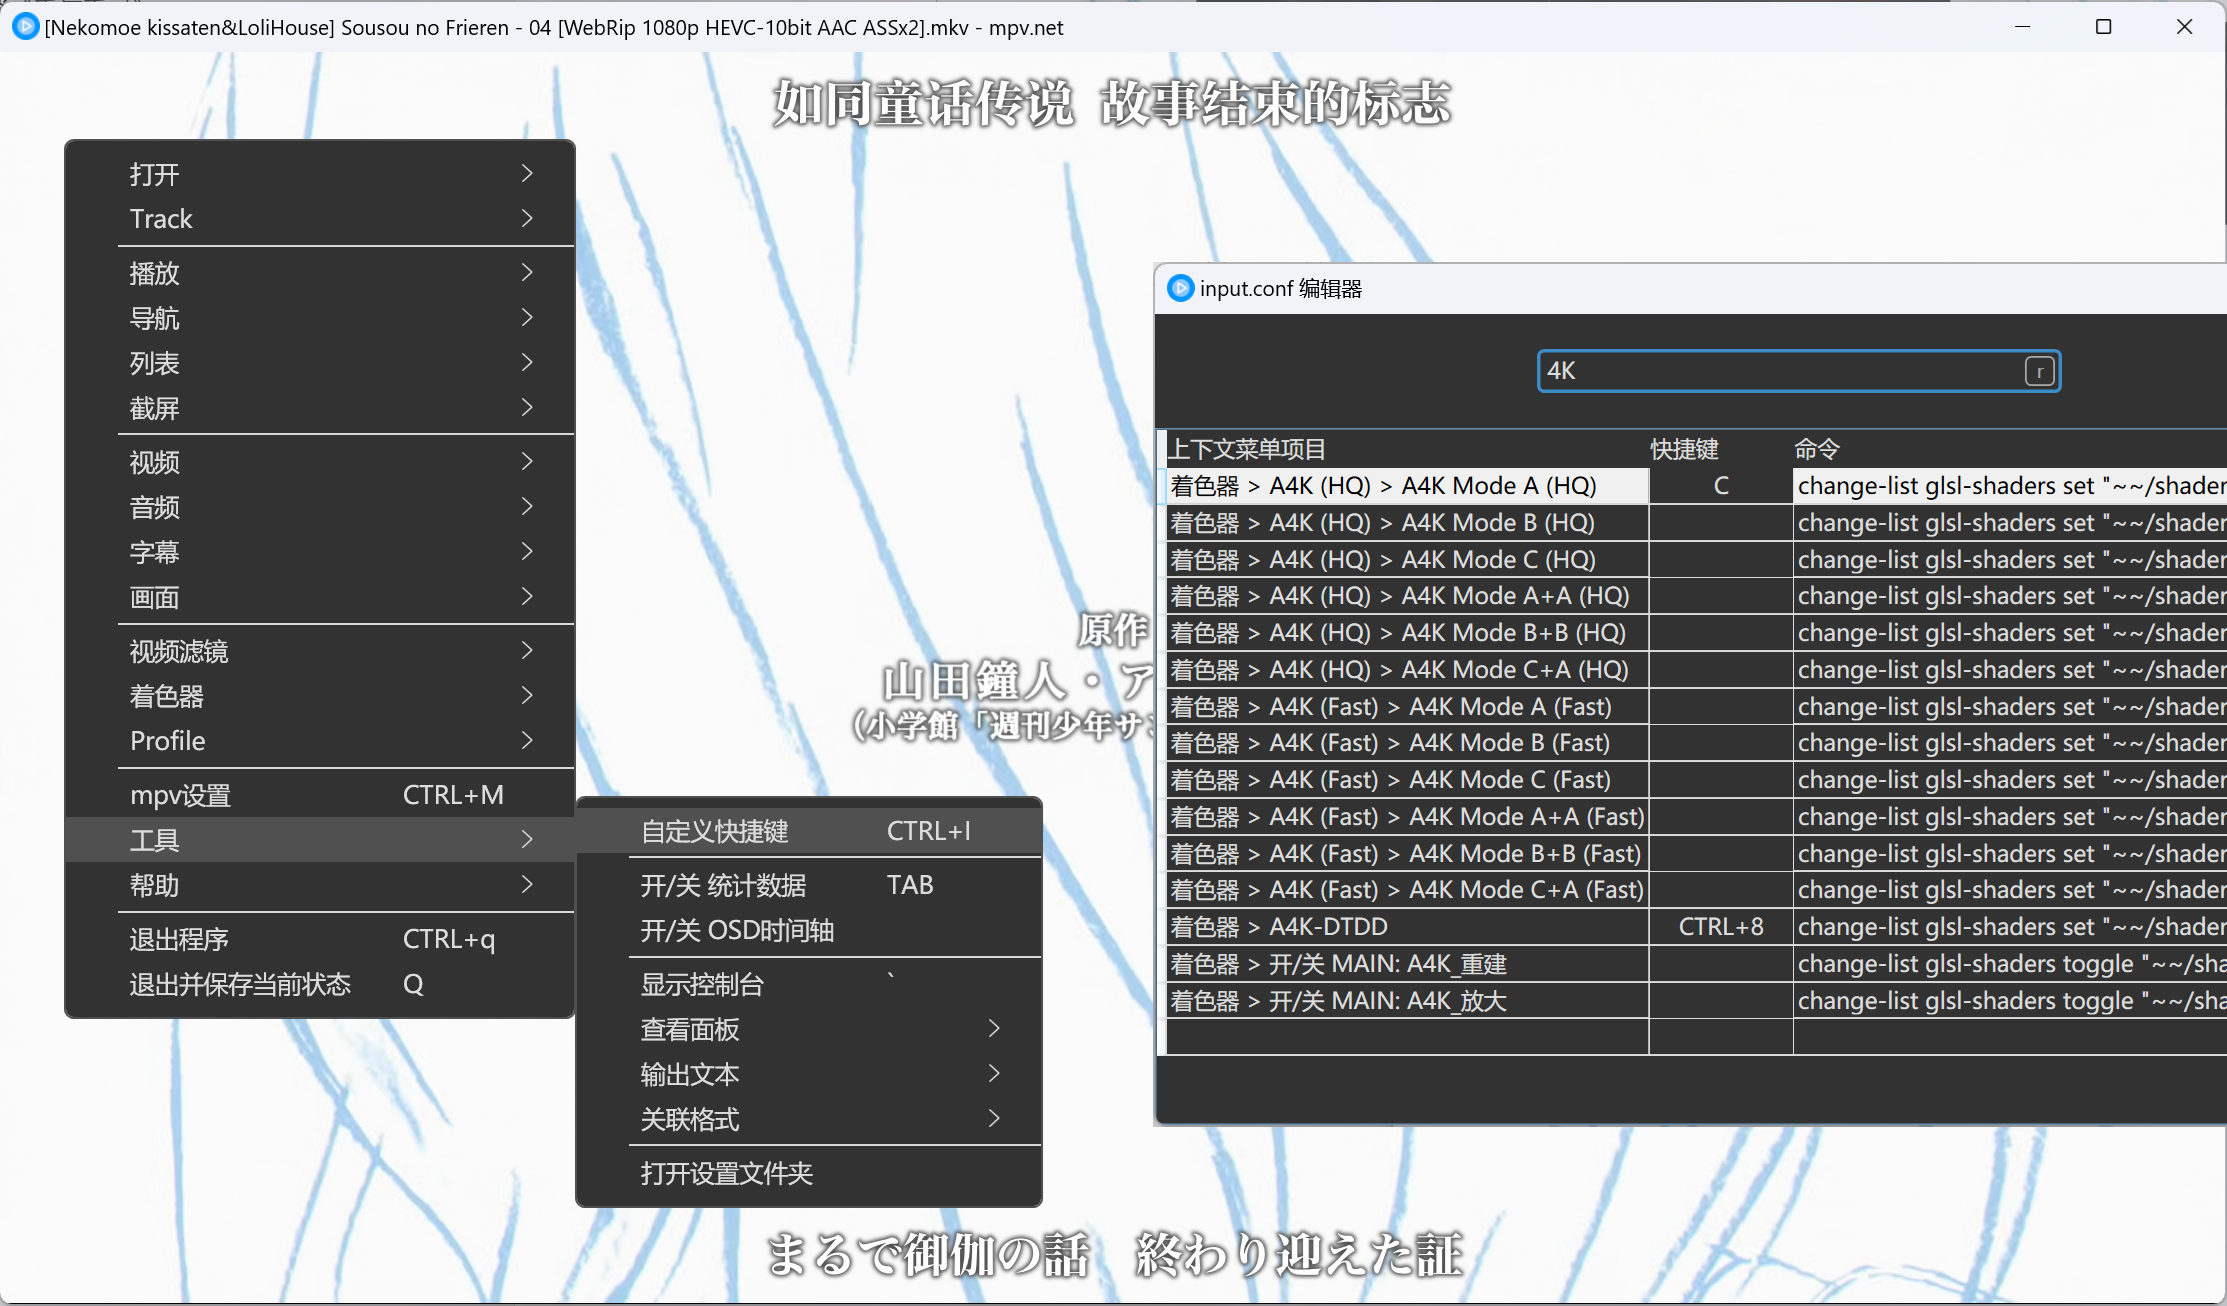 [Nekomoe kissaten&LoliHouse] Sousou no Frieren - 04 [WebRip 1080p HEVC-10bit AAC ASSx2].mkv - mpv.net
如同童话传说 故事结束的标志
打开
Track
播放
导航
列表
截屏
视频
音频
字幕
画面
视频滤镜
着色器
Profile
mpv设置 CTRL+M
工具
帮助
退出程序 CTRL+q
退出并保存当前状态 Q
自定义快捷键 CTRL+I
开/关 统计数据 TAB
开/关 OSD时间轴
显示控制台 `
查看面板
输出文本
关联格式
打开设置文件夹
原作
山田鐘人・ア
(小学館「週刊少年サン
input.conf 编辑器
4K
r
上下文菜单项目 快捷键 命令
着色器 > A4K (HQ) > A4K Mode A (HQ) C change-list glsl-shaders set "~~/shader
着色器 > A4K (HQ) > A4K Mode B (HQ) change-list glsl-shaders set "~~/shader
着色器 > A4K (HQ) > A4K Mode C (HQ) change-list glsl-shaders set "~~/shader
着色器 > A4K (HQ) > A4K Mode A+A (HQ) change-list glsl-shaders set "~~/shader
着色器 > A4K (HQ) > A4K Mode B+B (HQ) change-list glsl-shaders set "~~/shader
着色器 > A4K (HQ) > A4K Mode C+A (HQ) change-list glsl-shaders set "~~/shader
着色器 > A4K (Fast) > A4K Mode A (Fast) change-list glsl-shaders set "~~/shader
着色器 > A4K (Fast) > A4K Mode B (Fast) change-list glsl-shaders set "~~/shader
着色器 > A4K (Fast) > A4K Mode C (Fast) change-list glsl-shaders set "~~/shader
着色器 > A4K (Fast) > A4K Mode A+A (Fast) change-list glsl-shaders set "~~/shader
着色器 > A4K (Fast) > A4K Mode B+B (Fast) change-list glsl-shaders set "~~/shader
着色器 > A4K (Fast) > A4K Mode C+A (Fast) change-list glsl-shaders set "~~/shader
着色器 > A4K-DTDD CTRL+8 change-list glsl-shaders set "~~/shader
着色器 > 开/关 MAIN: A4K_重建 change-list glsl-shaders toggle "~~/sha
着色器 > 开/关 MAIN: A4K_放大 change-list glsl-shaders toggle "~~/sha
まるで御伽の話 終わり迎えた証